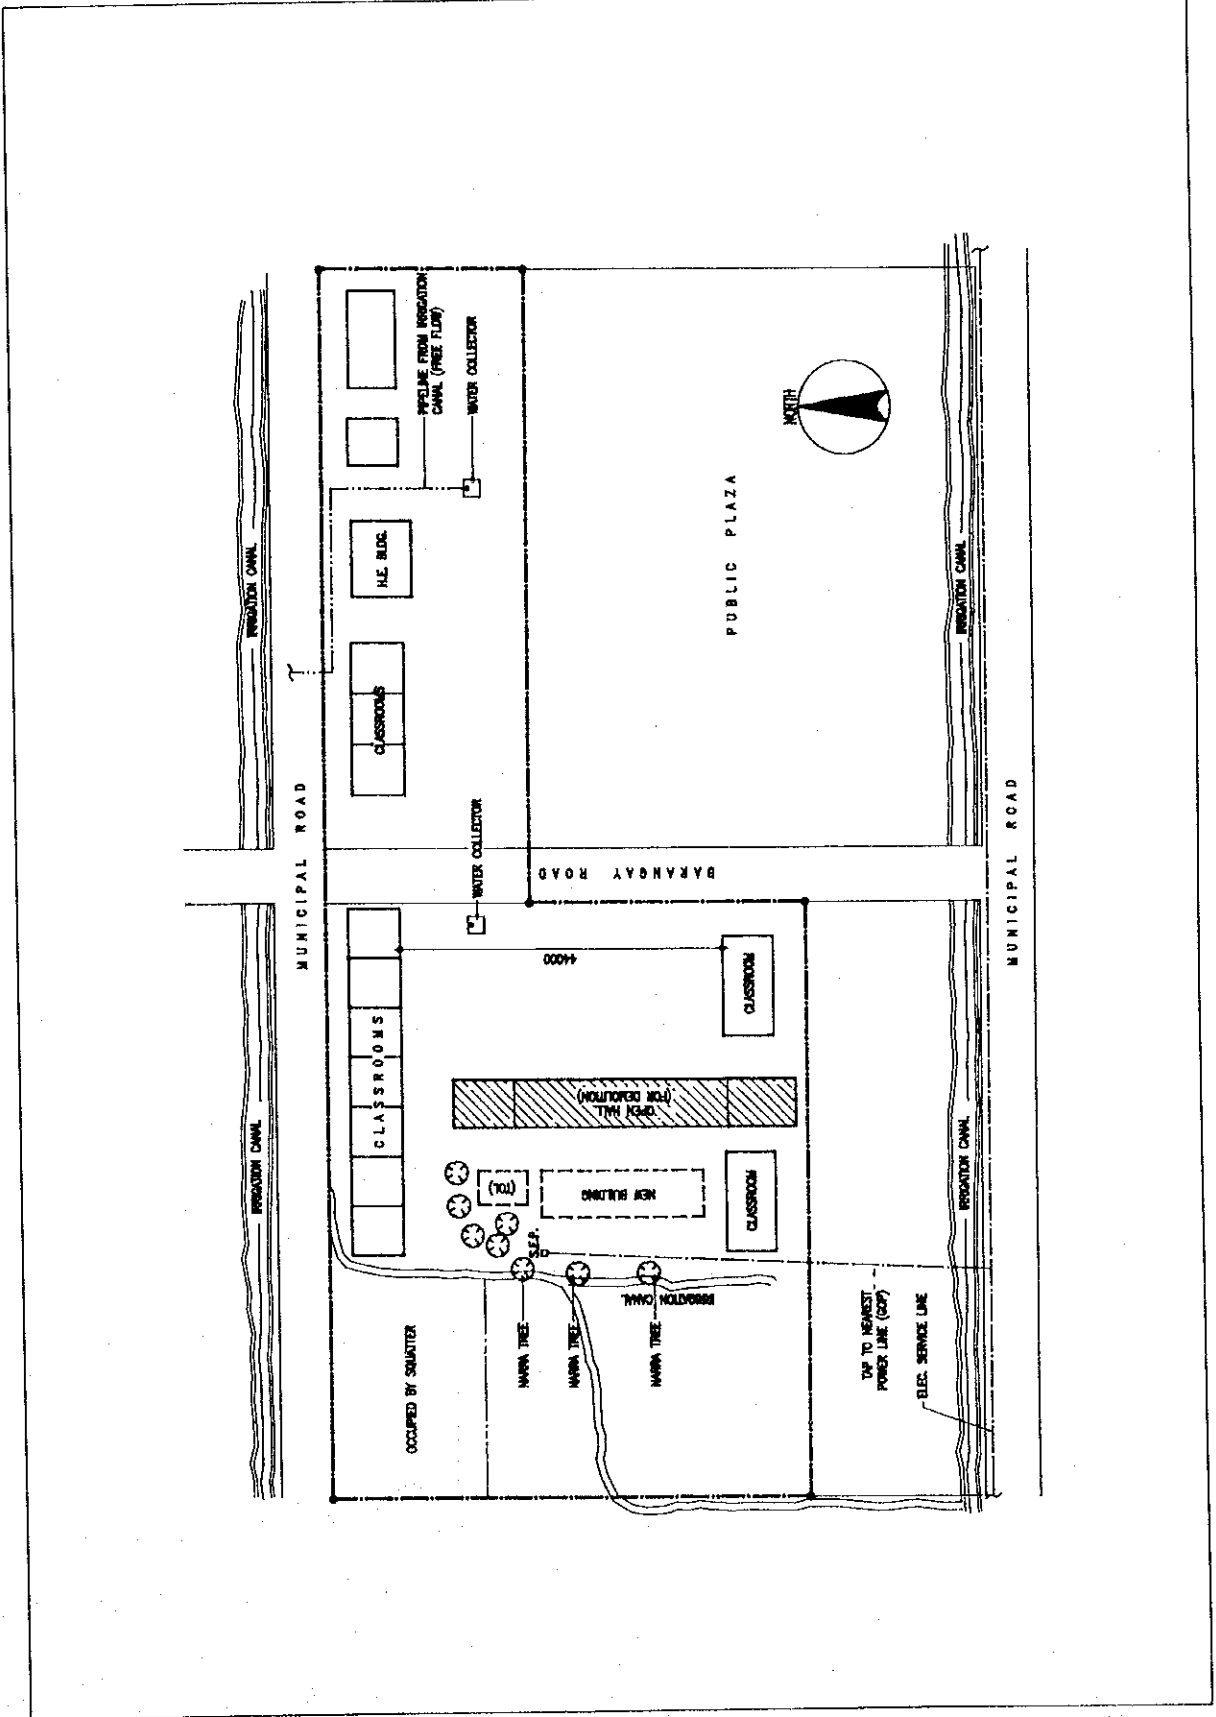 IRRIGATION CANAL
IRRIGATION CANAL
MUNICIPAL ROAD
CLASSROOMS
CLASSROOMS
H.E. BLDG.
PIPELINE FROM IRRIGATION
CANAL (FREE FLOW)
WATER COLLECTOR
WATER COLLECTOR
OCCUPIED BY SQUATTER
(TOI.)
S.E.P.
NARRA TREE
NARRA TREE
NARRA TREE
IRRIGATION CANAL
NEW BUILDING
OPEN HALL
(FOR DEMOLITION)
44000
BARANGAY ROAD
CLASSROOM
CLASSROOM
PUBLIC PLAZA
NORTH
TAP TO NEAREST
POWER LINE (GOP)
ELEC. SERVICE LINE
IRRIGATION CANAL
IRRIGATION CANAL
MUNICIPAL ROAD